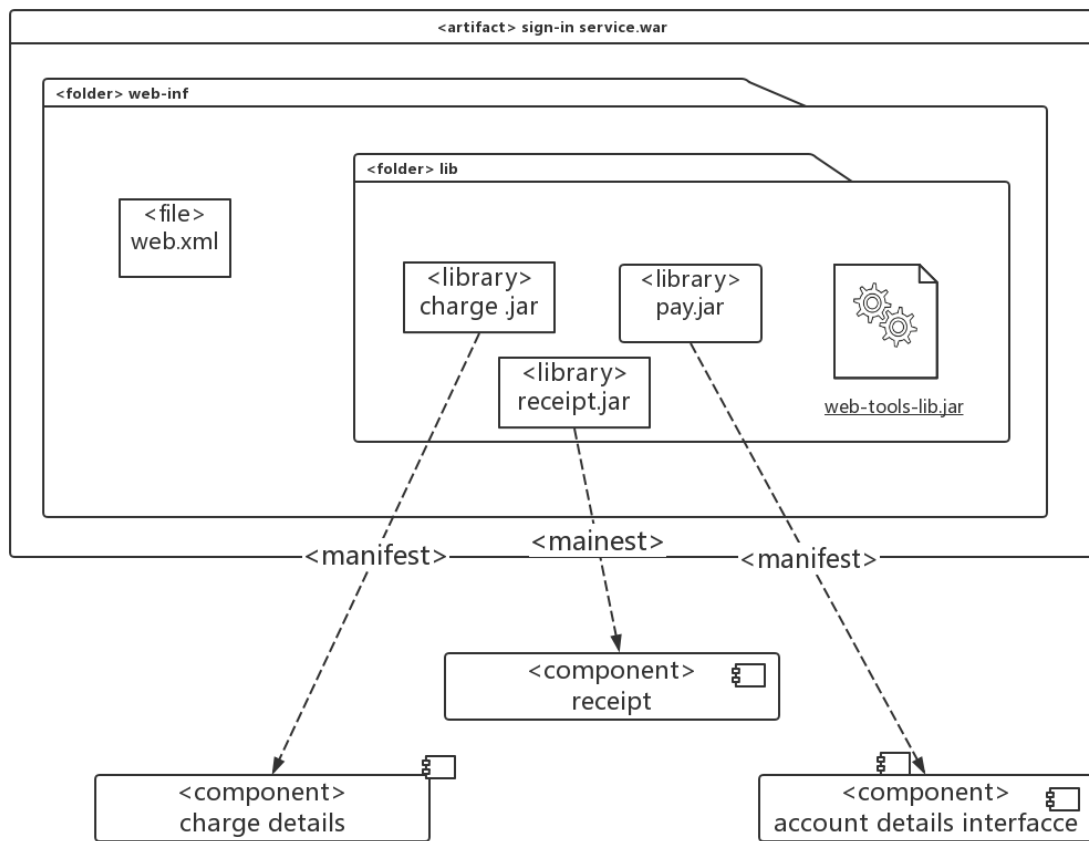 <artifact> sign-in service.war
<folder> web-inf
<folder> lib
<file>
web.xml
<library>
charge .jar
<library>
pay.jar
<library>
receipt.jar
web-tools-lib.jar
<manifest>
<mainest>
<manifest>
<component>
receipt
<component>
charge details
<component>
account details interfacce